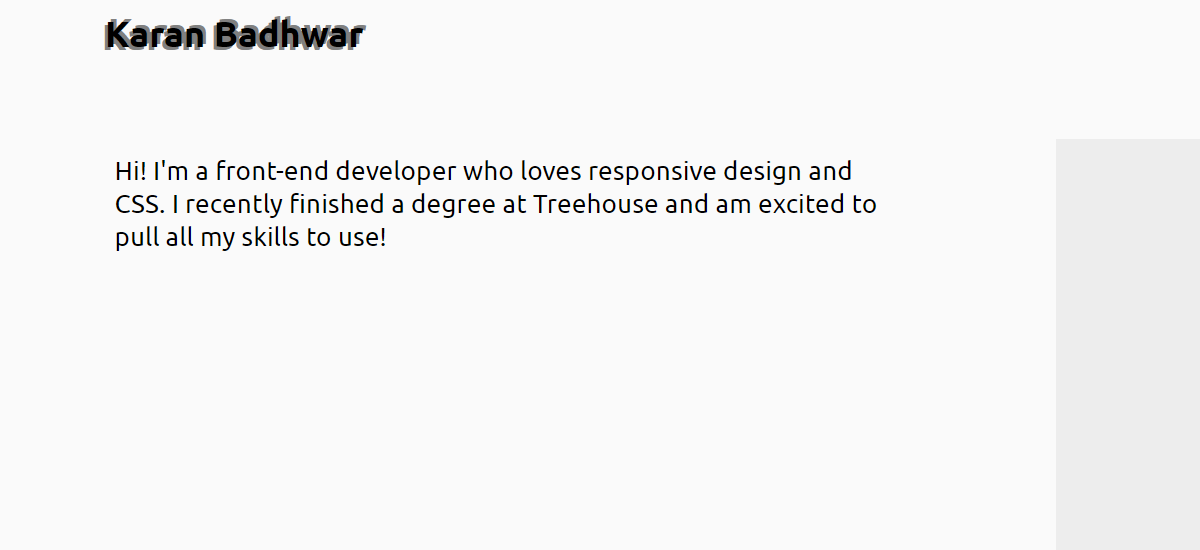 Karan Badhwar
Hi! I'm a front-end developer who loves responsive design and
CSS. I recently finished a degree at Treehouse and am excited to
pull all my skills to use!